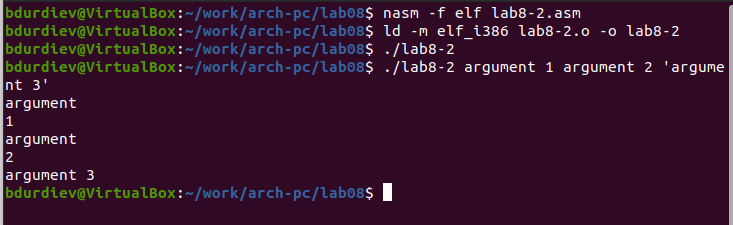 bdurdiev@VirtualBox:~/work/arch-pc/lab08$ nasm -f elf lab8-2.asm
bdurdiev@VirtualBox:~/work/arch-pc/lab08$ ld -m elf_i386 lab8-2.o -o lab8-2
bdurdiev@VirtualBox:~/work/arch-pc/lab08$ ./lab8-2
bdurdiev@VirtualBox:~/work/arch-pc/lab08$ ./lab8-2 argument 1 argument 2 'argume
nt 3'
argument
1
argument
2
argument 3
bdurdiev@VirtualBox:~/work/arch-pc/lab08$